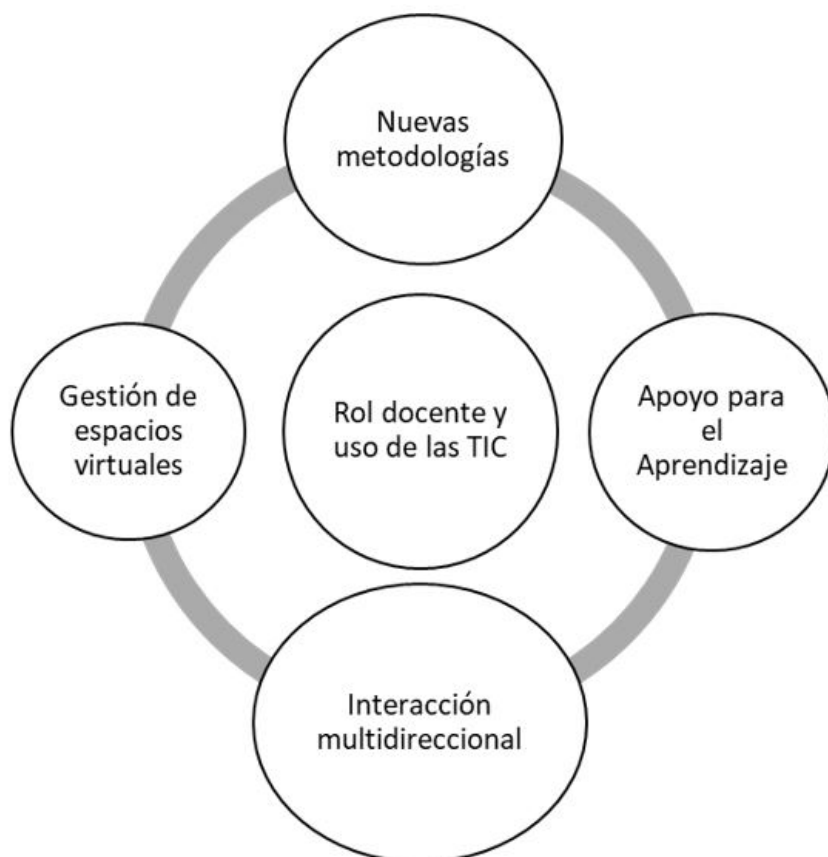 Nuevas
metodologías
Gestión de
espacios
virtuales
Rol docente y
uso de las TIC
Apoyo para
el
Aprendizaje
Interacción
multidireccional